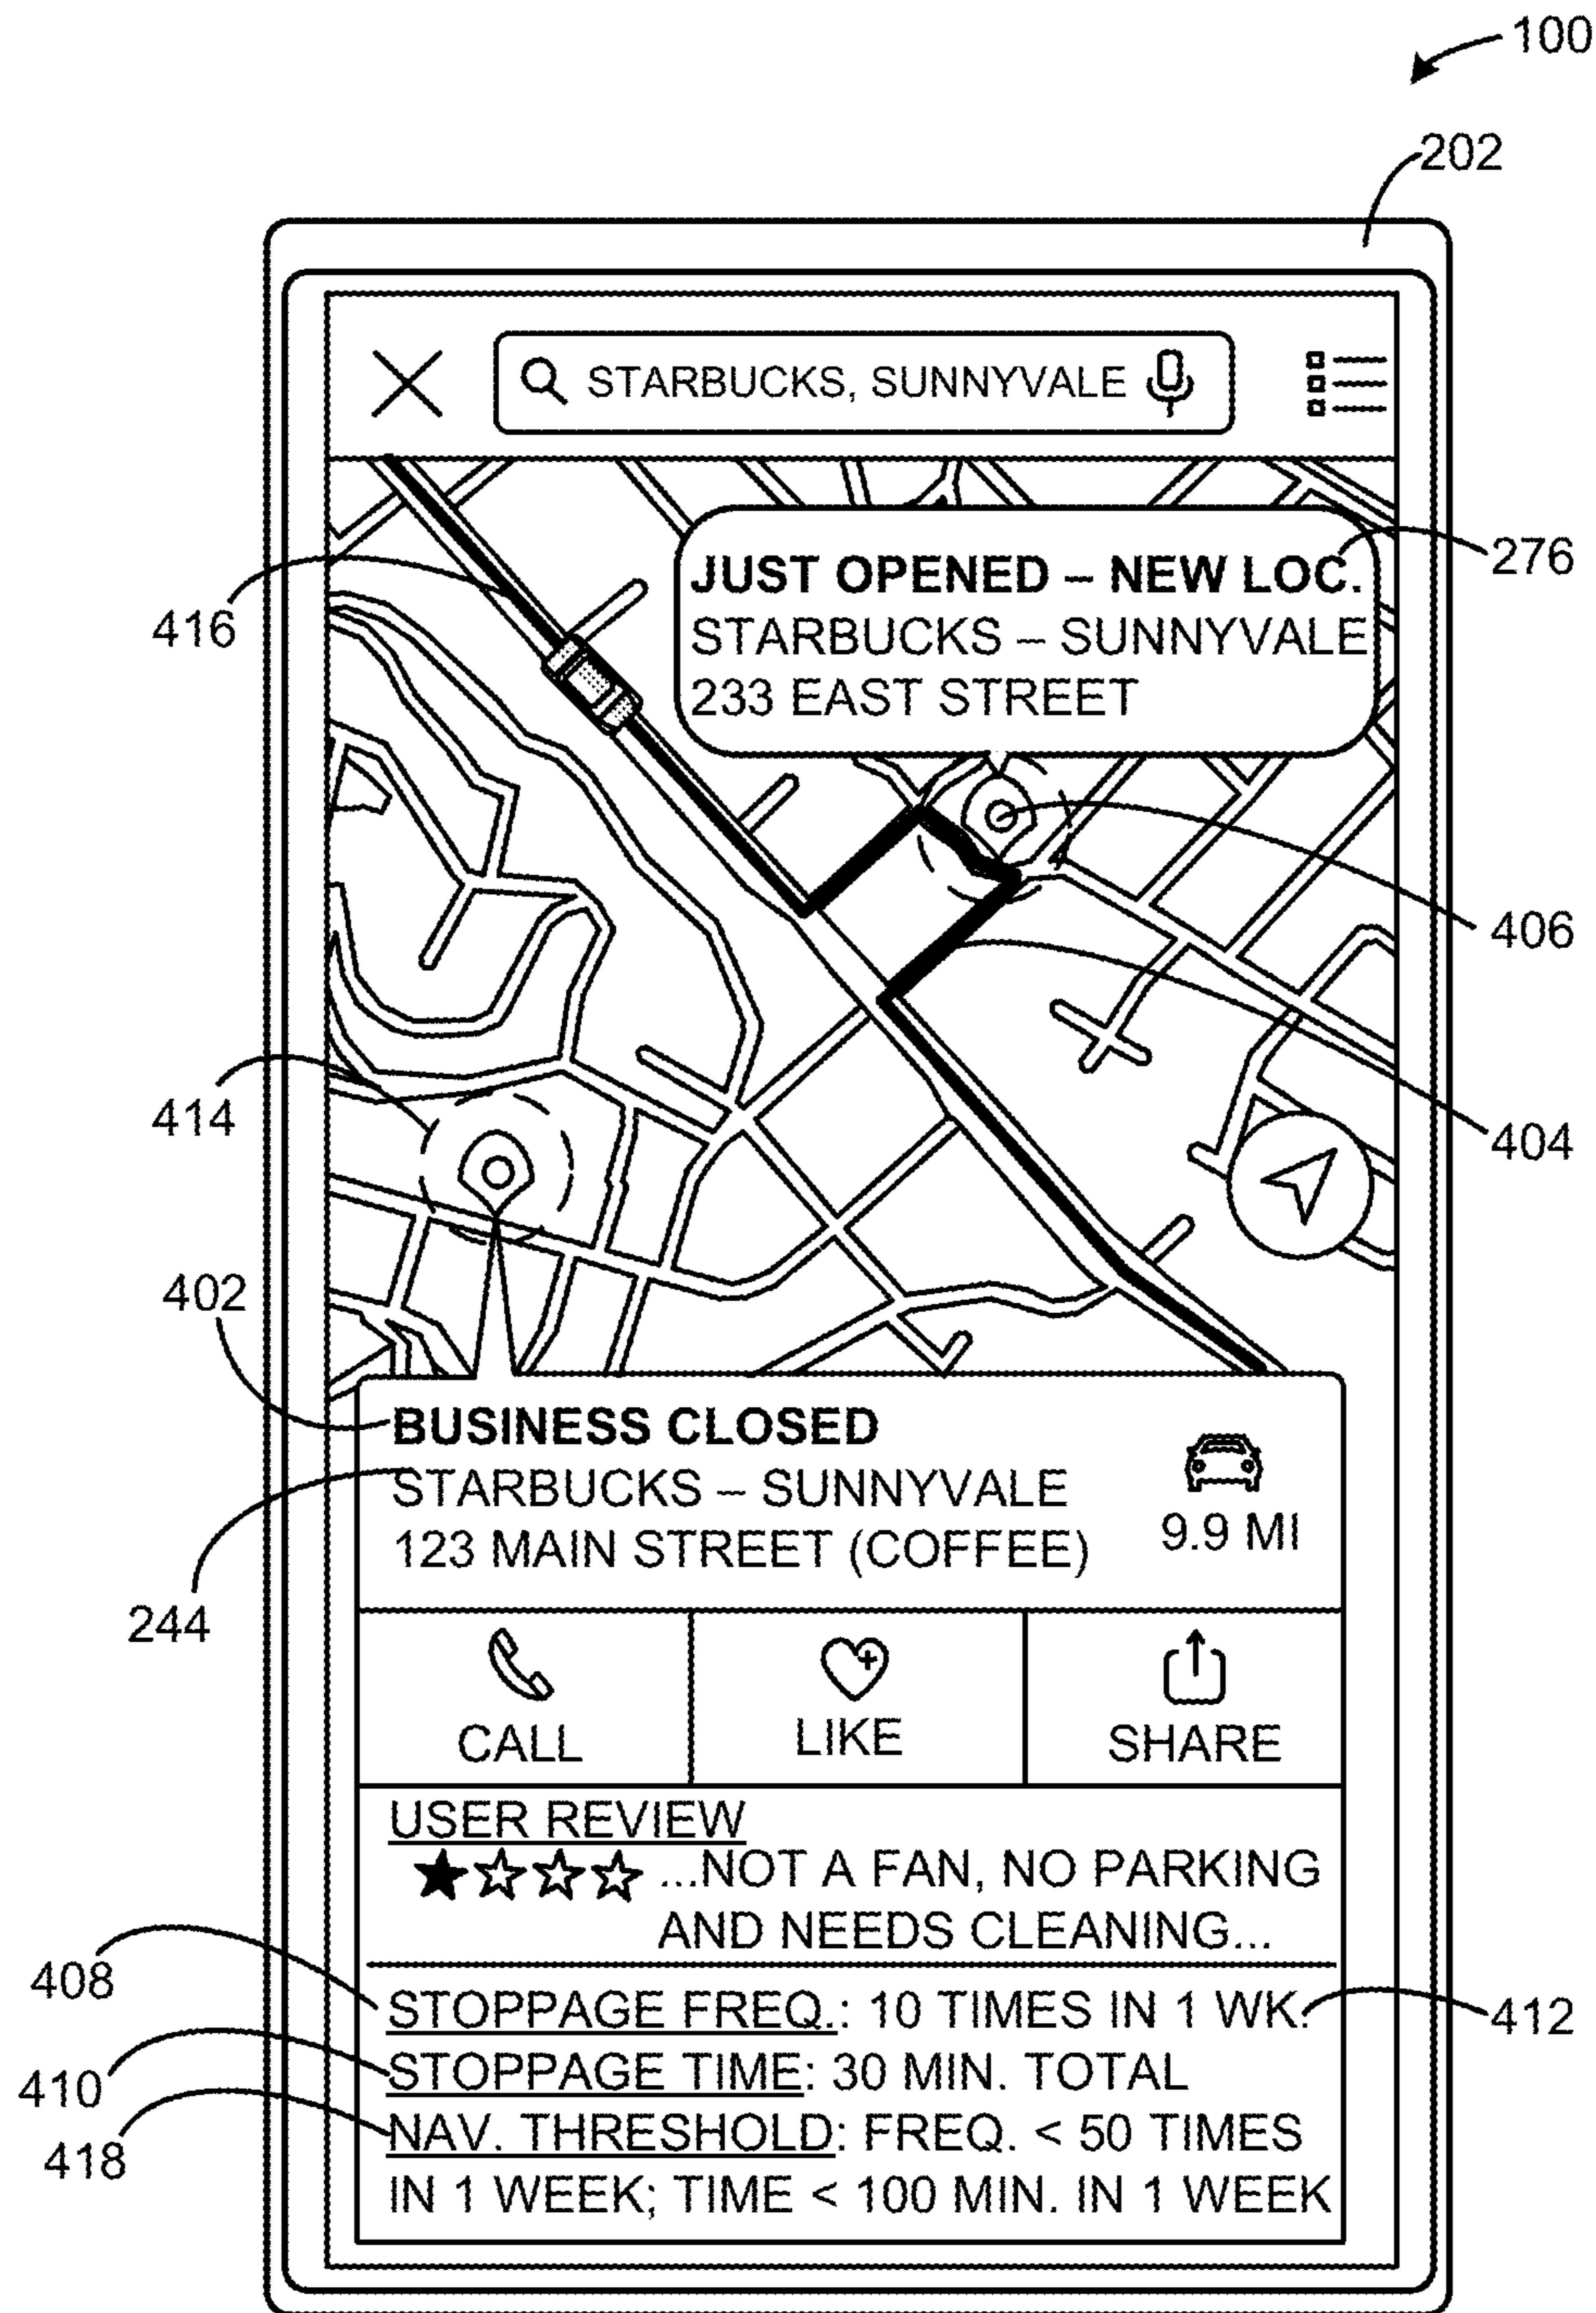 100
202
STARBUCKS, SUNNYVALE
JUST OPENED – NEW LOC.
STARBUCKS – SUNNYVALE
233 EAST STREET
276
416
406
404
414
402
BUSINESS CLOSED
STARBUCKS – SUNNYVALE
123 MAIN STREET (COFFEE)
9.9 MI
244
CALL
LIKE
SHARE
USER REVIEW
...NOT A FAN, NO PARKING
AND NEEDS CLEANING...
408
STOPPAGE FREQ.: 10 TIMES IN 1 WK.
412
STOPPAGE TIME: 30 MIN. TOTAL
410
NAV. THRESHOLD: FREQ. < 50 TIMES
418
IN 1 WEEK; TIME < 100 MIN. IN 1 WEEK